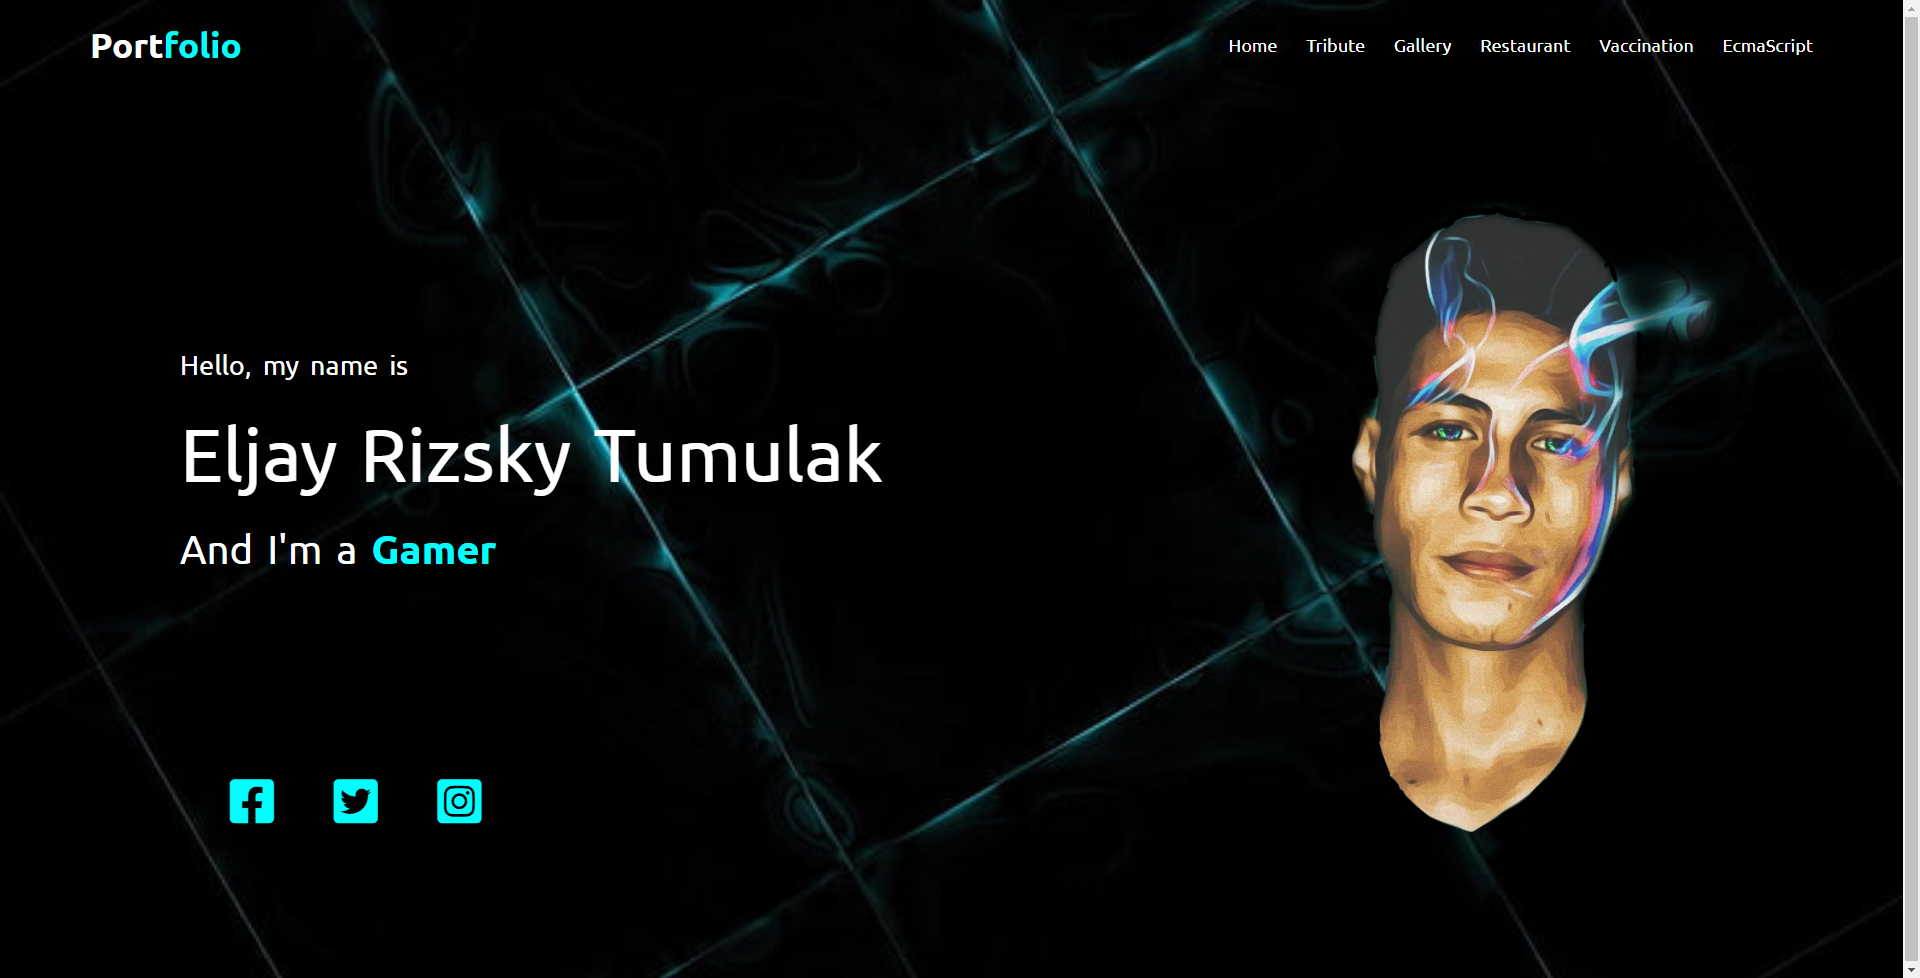 Portfolio
Home Tribute Gallery Restaurant Vaccination EcmaScript
Hello, my name is
Eljay Rizsky Tumulak
And I'm a Gamer